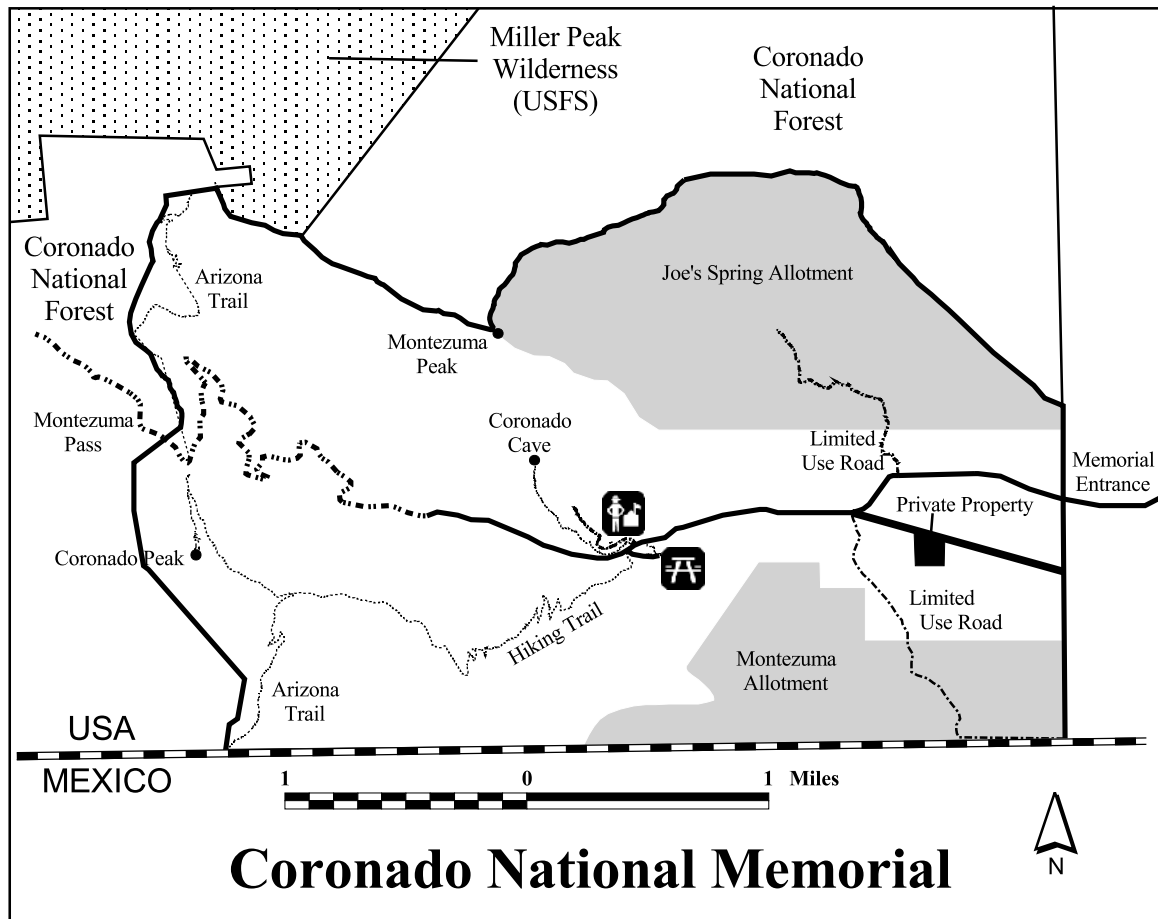 Miller Peak
Wilderness
(USFS)
Coronado
National
Forest
Coronado
National
Forest
Arizona
Trail
Joe's Spring Allotment
Montezuma
Peak
Montezuma
Pass
Coronado
Cave
Limited
Use Road
Memorial
Entrance
Private Property
Coronado Peak
Hiking Trail
Limited
Use Road
Montezuma
Allotment
Arizona
Trail
USA
MEXICO
1 0 1 Miles
N
Coronado National Memorial